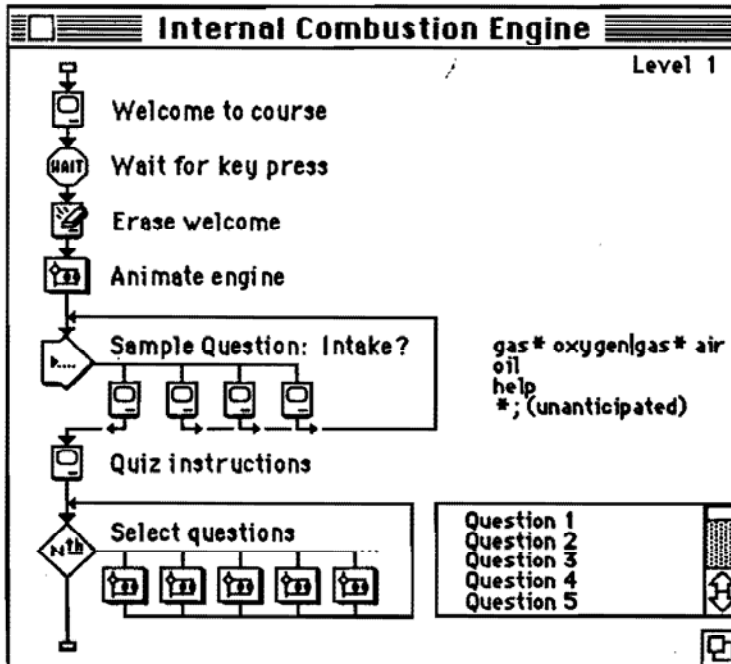 Internal Combustion Engine
Level 1
Welcome to course
WAIT
Wait for key press
Erase welcome
Animate engine
Sample Question: Intake?
gas* oxygen|gas* air
oil
help
*; (unanticipated)
Quiz instructions
Nth
Select questions
Question 1
Question 2
Question 3
Question 4
Question 5